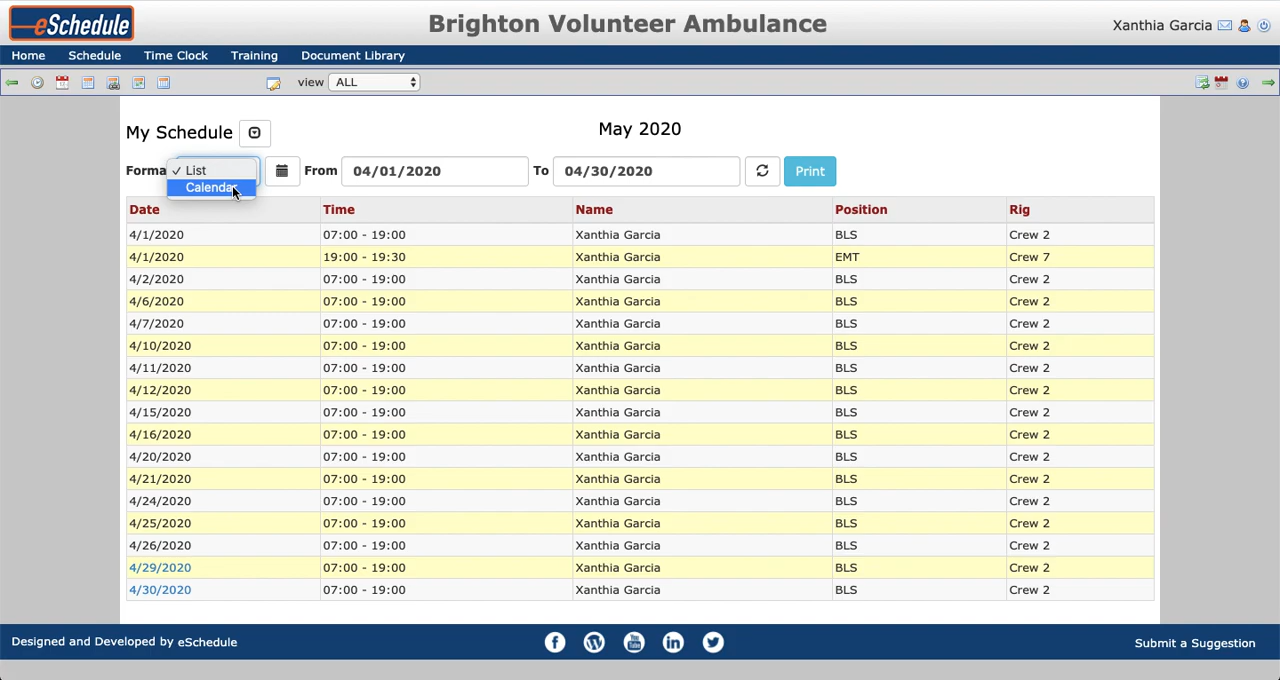 eSchedule
Brighton Volunteer Ambulance
Xanthia Garcia
Home Schedule Time Clock Training Document Library
view ALL
My Schedule
May 2020
Forma
✓ List
Calendar
From 04/01/2020 To 04/30/2020 Print
Date Time Name Position Rig
4/1/2020 07:00 - 19:00 Xanthia Garcia BLS Crew 2
4/1/2020 19:00 - 19:30 Xanthia Garcia EMT Crew 7
4/2/2020 07:00 - 19:00 Xanthia Garcia BLS Crew 2
4/6/2020 07:00 - 19:00 Xanthia Garcia BLS Crew 2
4/7/2020 07:00 - 19:00 Xanthia Garcia BLS Crew 2
4/10/2020 07:00 - 19:00 Xanthia Garcia BLS Crew 2
4/11/2020 07:00 - 19:00 Xanthia Garcia BLS Crew 2
4/12/2020 07:00 - 19:00 Xanthia Garcia BLS Crew 2
4/15/2020 07:00 - 19:00 Xanthia Garcia BLS Crew 2
4/16/2020 07:00 - 19:00 Xanthia Garcia BLS Crew 2
4/20/2020 07:00 - 19:00 Xanthia Garcia BLS Crew 2
4/21/2020 07:00 - 19:00 Xanthia Garcia BLS Crew 2
4/24/2020 07:00 - 19:00 Xanthia Garcia BLS Crew 2
4/25/2020 07:00 - 19:00 Xanthia Garcia BLS Crew 2
4/26/2020 07:00 - 19:00 Xanthia Garcia BLS Crew 2
4/29/2020 07:00 - 19:00 Xanthia Garcia BLS Crew 2
4/30/2020 07:00 - 19:00 Xanthia Garcia BLS Crew 2
Designed and Developed by eSchedule
Submit a Suggestion